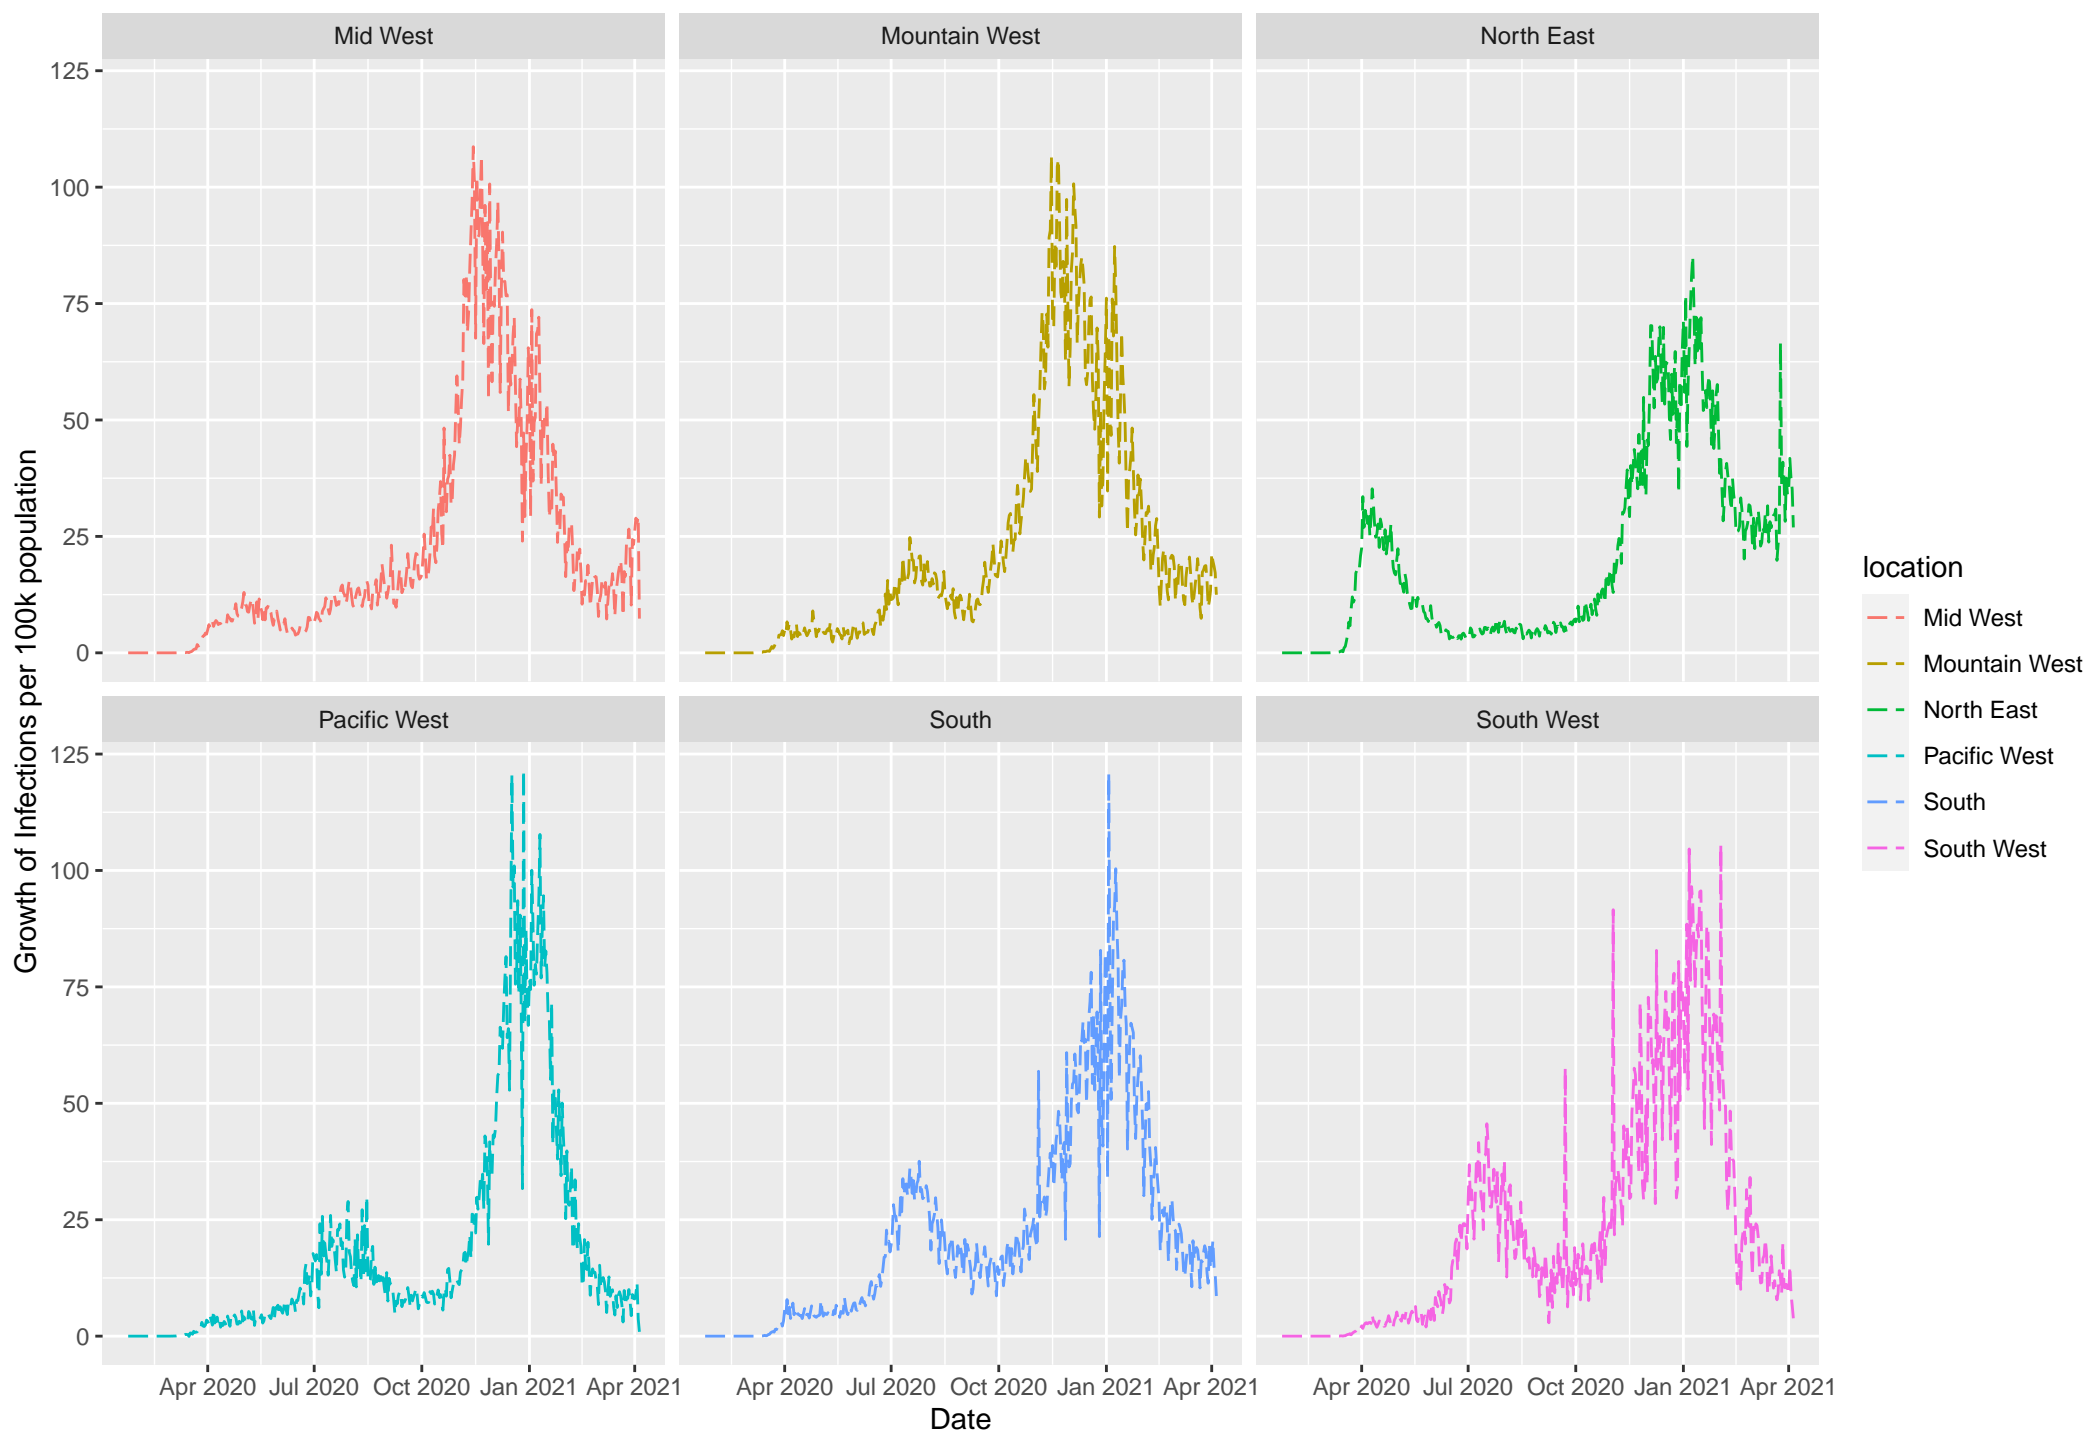 Mid West
Mountain West
North East
125
100
75
50
25
0
Pacific West
South
South West
125
100
75
50
25
0
Growth of Infections per 100k population
Apr 2020 Jul 2020 Oct 2020 Jan 2021 Apr 2021
Apr 2020 Jul 2020 Oct 2020 Jan 2021 Apr 2021
Apr 2020 Jul 2020 Oct 2020 Jan 2021 Apr 2021
Date
location
Mid West
Mountain West
North East
Pacific West
South
South West